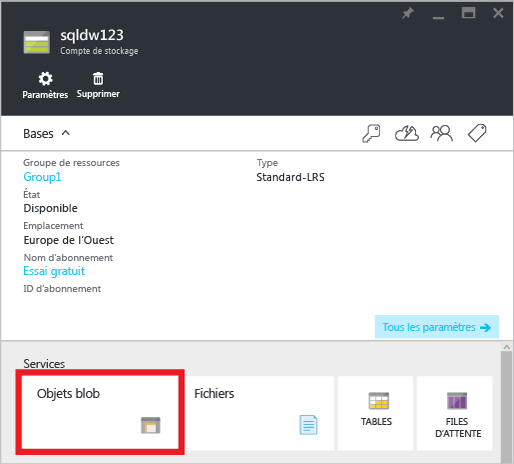 sqldw123
Compte de stockage
Paramètres
Supprimer
Bases
Groupe de ressources
Group1
Type
Standard-LRS
État
Disponible
Emplacement
Europe de l'Ouest
Nom d'abonnement
Essai gratuit
ID d'abonnement
Tous les paramètres
Services
Objets blob
Fichiers
TABLES
FILES
D'ATTENTE